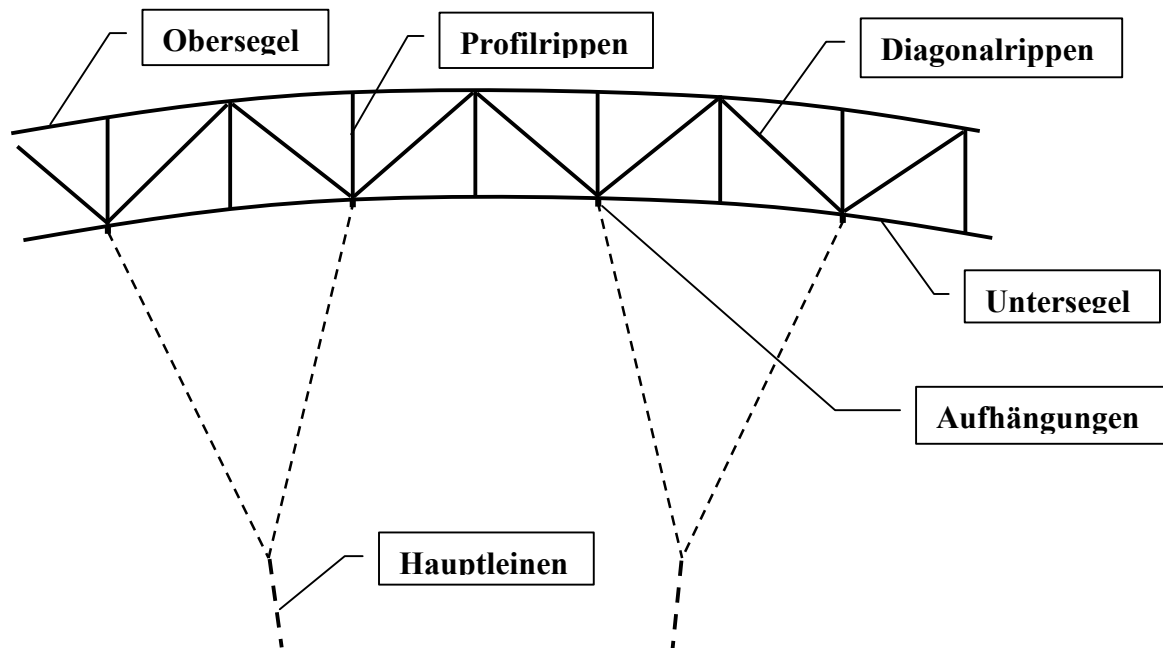 Obersegel
Profilrippen
Diagonalrippen
Untersegel
Aufhängungen
Hauptleinen